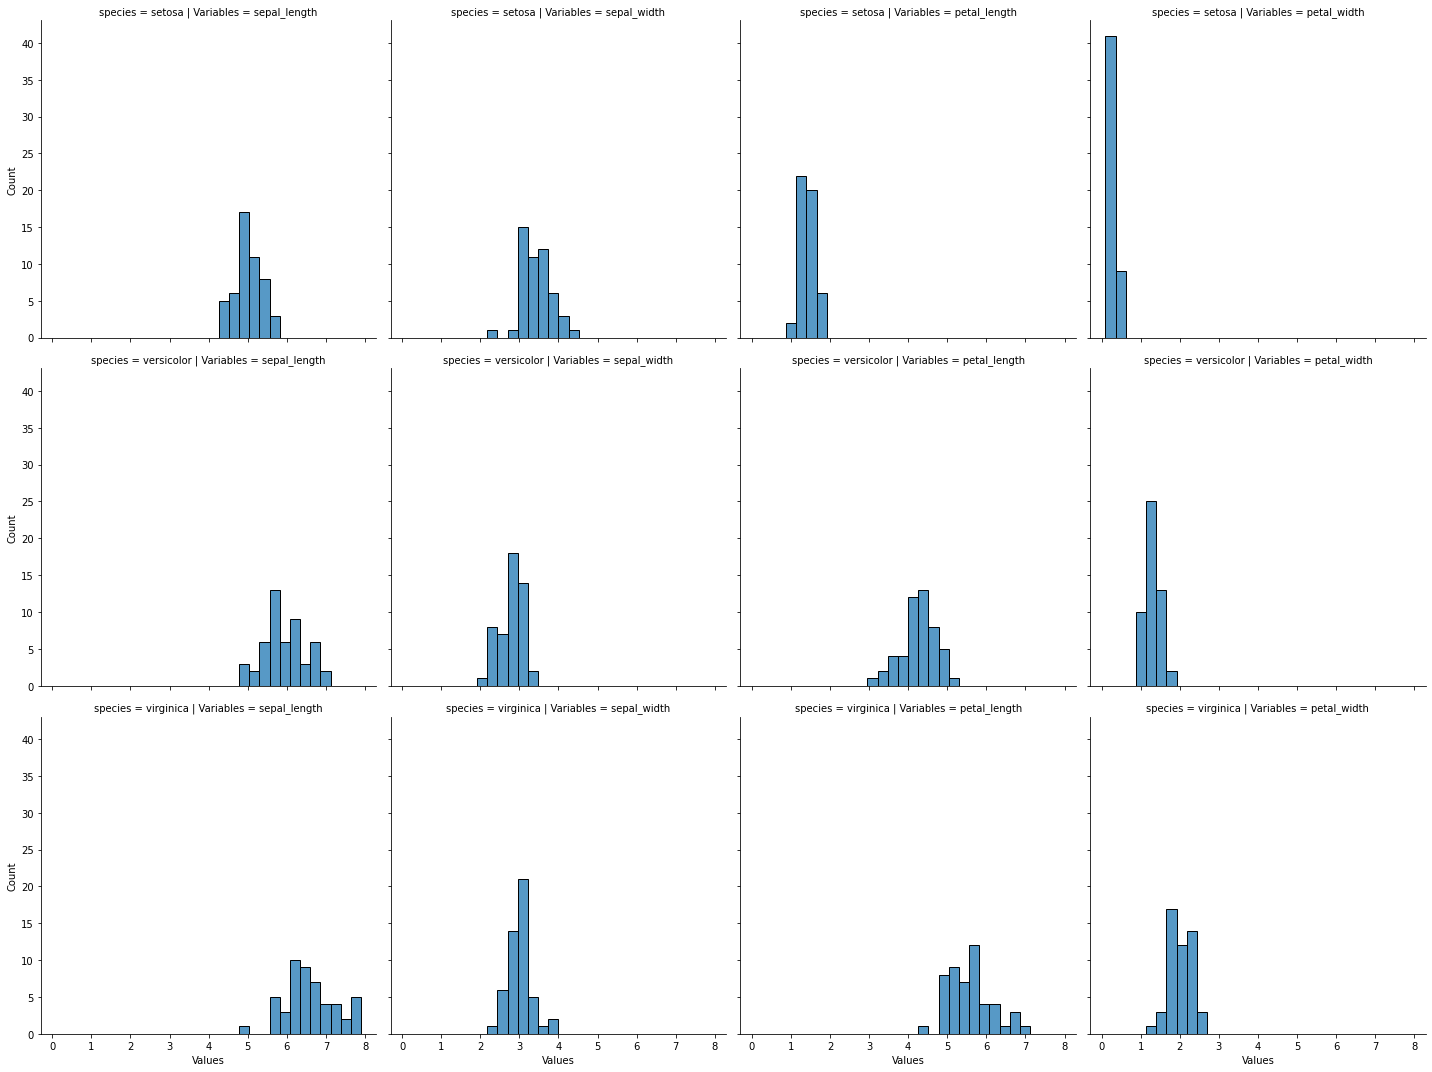 species = setosa | Variables = sepal_length
species = setosa | Variables = sepal_width
species = setosa | Variables = petal_length
species = setosa | Variables = petal_width
40
35
30
25
20
15
10
5
0
Count
species = versicolor | Variables = sepal_length
species = versicolor | Variables = sepal_width
species = versicolor | Variables = petal_length
species = versicolor | Variables = petal_width
40
35
30
25
20
15
10
5
0
Count
species = virginica | Variables = sepal_length
species = virginica | Variables = sepal_width
species = virginica | Variables = petal_length
species = virginica | Variables = petal_width
40
35
30
25
20
15
10
5
0
Count
0 1 2 3 4 5 6 7 8
Values
0 1 2 3 4 5 6 7 8
Values
0 1 2 3 4 5 6 7 8
Values
0 1 2 3 4 5 6 7 8
Values